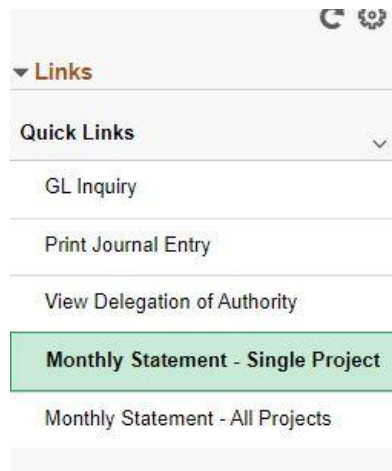 Links
Quick Links
GL Inquiry
Print Journal Entry
View Delegation of Authority
Monthly Statement - Single Project
Monthly Statement - All Projects